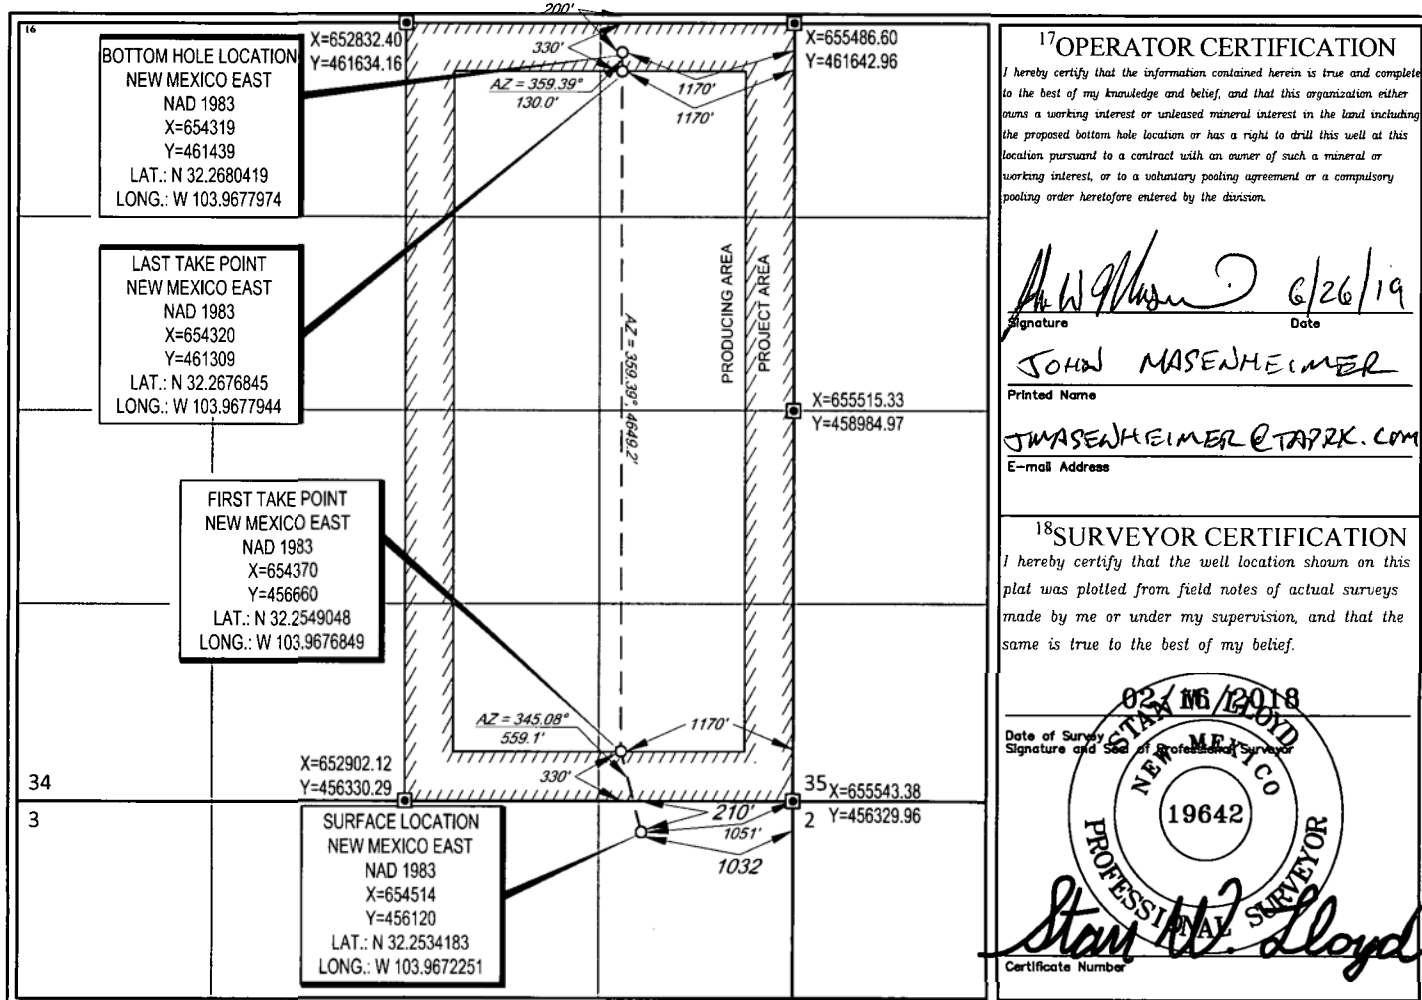 16
200'
X=652832.40
Y=461634.16
330'
X=655486.60
Y=461642.96
AZ = 359.39°
130.0'
1170'
1170'
BOTTOM HOLE LOCATION
NEW MEXICO EAST
NAD 1983
X=654319
Y=461439
LAT.: N 32.2680419
LONG.: W 103.9677974
LAST TAKE POINT
NEW MEXICO EAST
NAD 1983
X=654320
Y=461309
LAT.: N 32.2676845
LONG.: W 103.9677944
PRODUCING AREA
PROJECT AREA
AZ = 359.39°, 4649.2'
X=655515.33
Y=458984.97
FIRST TAKE POINT
NEW MEXICO EAST
NAD 1983
X=654370
Y=456660
LAT.: N 32.2549048
LONG.: W 103.9676849
AZ = 345.08°
559.1'
1170'
330'
X=652902.12
Y=456330.29
34
3
35
2
X=655543.38
Y=456329.96
210'
1051'
1032
SURFACE LOCATION
NEW MEXICO EAST
NAD 1983
X=654514
Y=456120
LAT.: N 32.2534183
LONG.: W 103.9672251
17OPERATOR CERTIFICATION
I hereby certify that the information contained herein is true and complete
to the best of my knowledge and belief, and that this organization either
owns a working interest or unleased mineral interest in the land including
the proposed bottom hole location or has a right to drill this well at this
location pursuant to a contract with an owner of such a mineral or
working interest, or to a voluntary pooling agreement or a compulsory
pooling order heretofore entered by the division.
6/26/19
Signature Date
JOHN MASENHEIMER
Printed Name
JMASENHEIMER@TAPRK.COM
E-mail Address
18SURVEYOR CERTIFICATION
I hereby certify that the well location shown on this
plat was plotted from field notes of actual surveys
made by me or under my supervision, and that the
same is true to the best of my belief.
02/16/2018
Date of Survey
Signature and Seal of Professional Surveyor
STAN M. LLOYD
NEW MEXICO
19642
PROFESSIONAL SURVEYOR
Stan M. Lloyd
Certificate Number